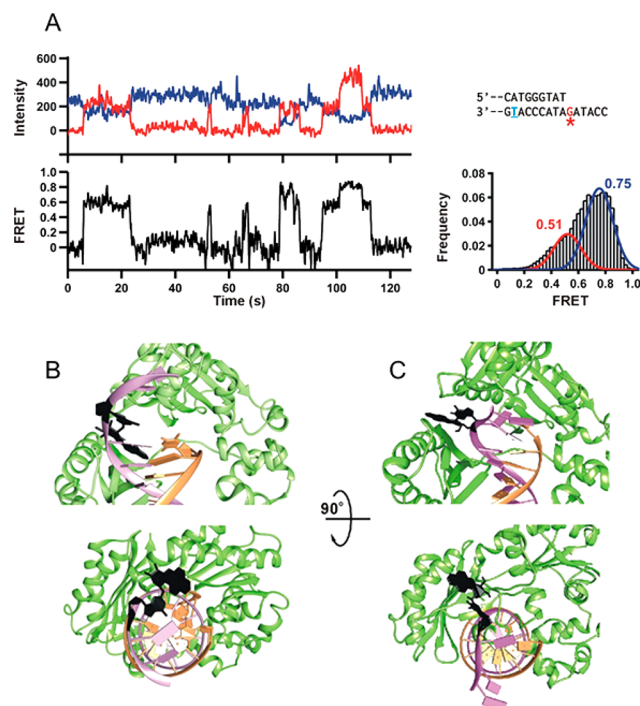 A
600
400
200
0
Intensity
1.2
1.0
0.8
0.6
0.4
0.2
0
FRET
0 20 40 60 80 100 120
Time (s)
5'--CATGGGTAT
3'--GTACCCATAGATACC
*
0.08
0.06
0.04
0.02
0
Frequency
0.51
0.75
0 0.2 0.4 0.6 0.8 1.0
FRET
B
C
90°